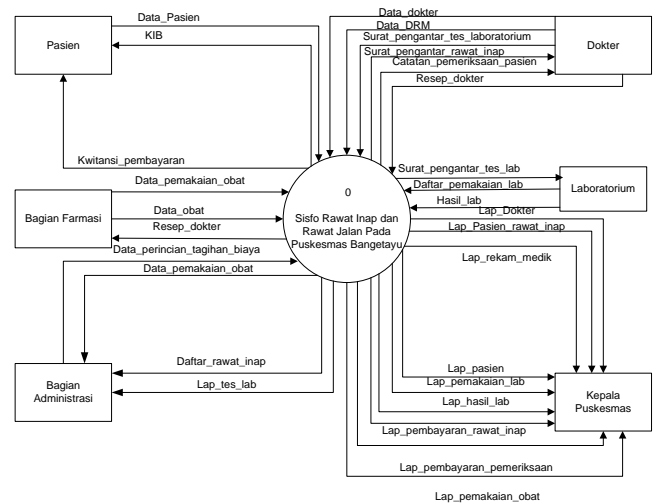 Data_dokter
Data_DRM
Surat_pengantar_tes_laboratorium
Surat_pengantar_rawat_inap
Catatan_pemeriksaan_pasien
Resep_dokter
Dokter
Data_Pasien
KIB
Pasien
Kwitansi_pembayaran
Data_pemakaian_obat
Bagian Farmasi
Data_obat
Resep_dokter
Data_perincian_tagihan_biaya
Data_pemakaian_obat
0
Sisfo Rawat Inap dan
Rawat Jalan Pada
Puskesmas Bangetayu
Surat_pengantar_tes_lab
Daftar_pemakaian_lab
Hasil_lab
Laboratorium
Lap_Dokter
Lap_Pasien_rawat_inap
Lap_rekam_medik
Daftar_rawat_inap
Lap_tes_lab
Bagian
Administrasi
Lap_pasien
Lap_pemakaian_lab
Lap_hasil_lab
Lap_pembayaran_rawat_inap
Kepala
Puskesmas
Lap_pembayaran_pemeriksaan
Lap_pemakaian_obat